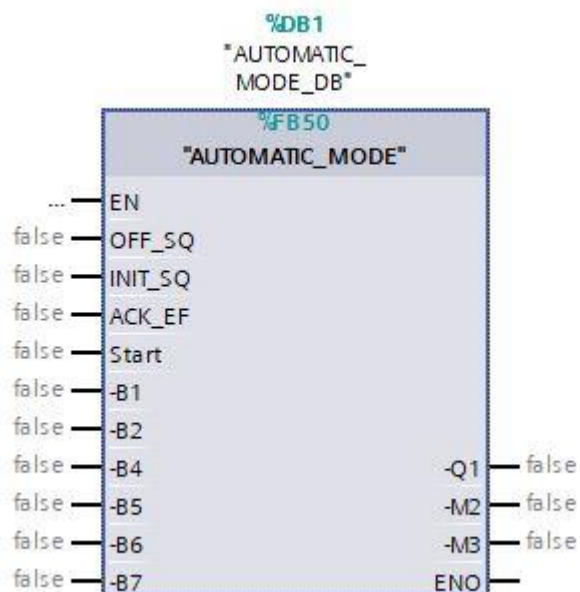 %DB1
"AUTOMATIC_
MODE_DB"
%FB50
"AUTOMATIC_MODE"
... EN
false OFF_SQ
false INIT_SQ
false ACK_EF
false Start
false -B1
false -B2
false -B4 -Q1 false
false -B5 -M2 false
false -B6 -M3 false
false -B7 ENO